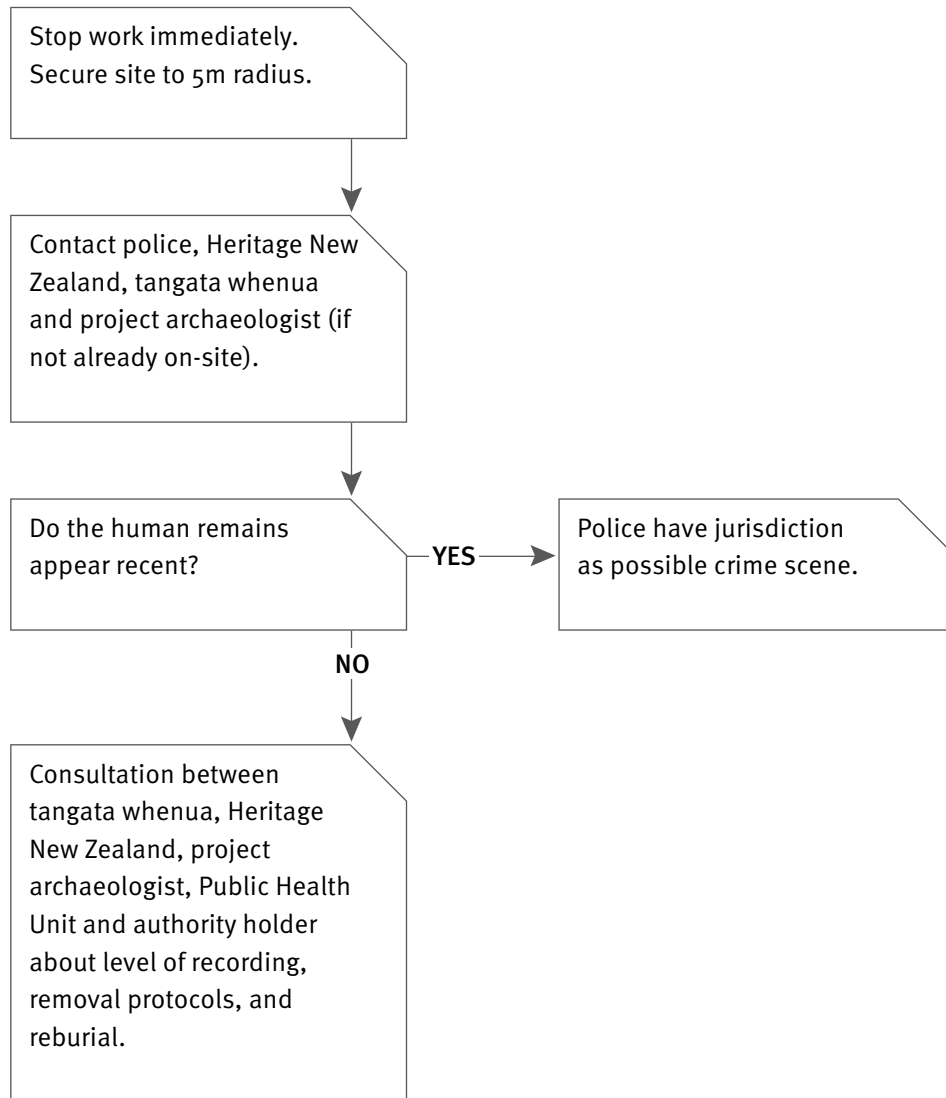 Stop work immediately.
Secure site to 5m radius.
Contact police, Heritage New
Zealand, tangata whenua
and project archaeologist (if
not already on-site).
Do the human remains
appear recent?
YES
Police have jurisdiction
as possible crime scene.
NO
Consultation between
tangata whenua, Heritage
New Zealand, project
archaeologist, Public Health
Unit and authority holder
about level of recording,
removal protocols, and
reburial.